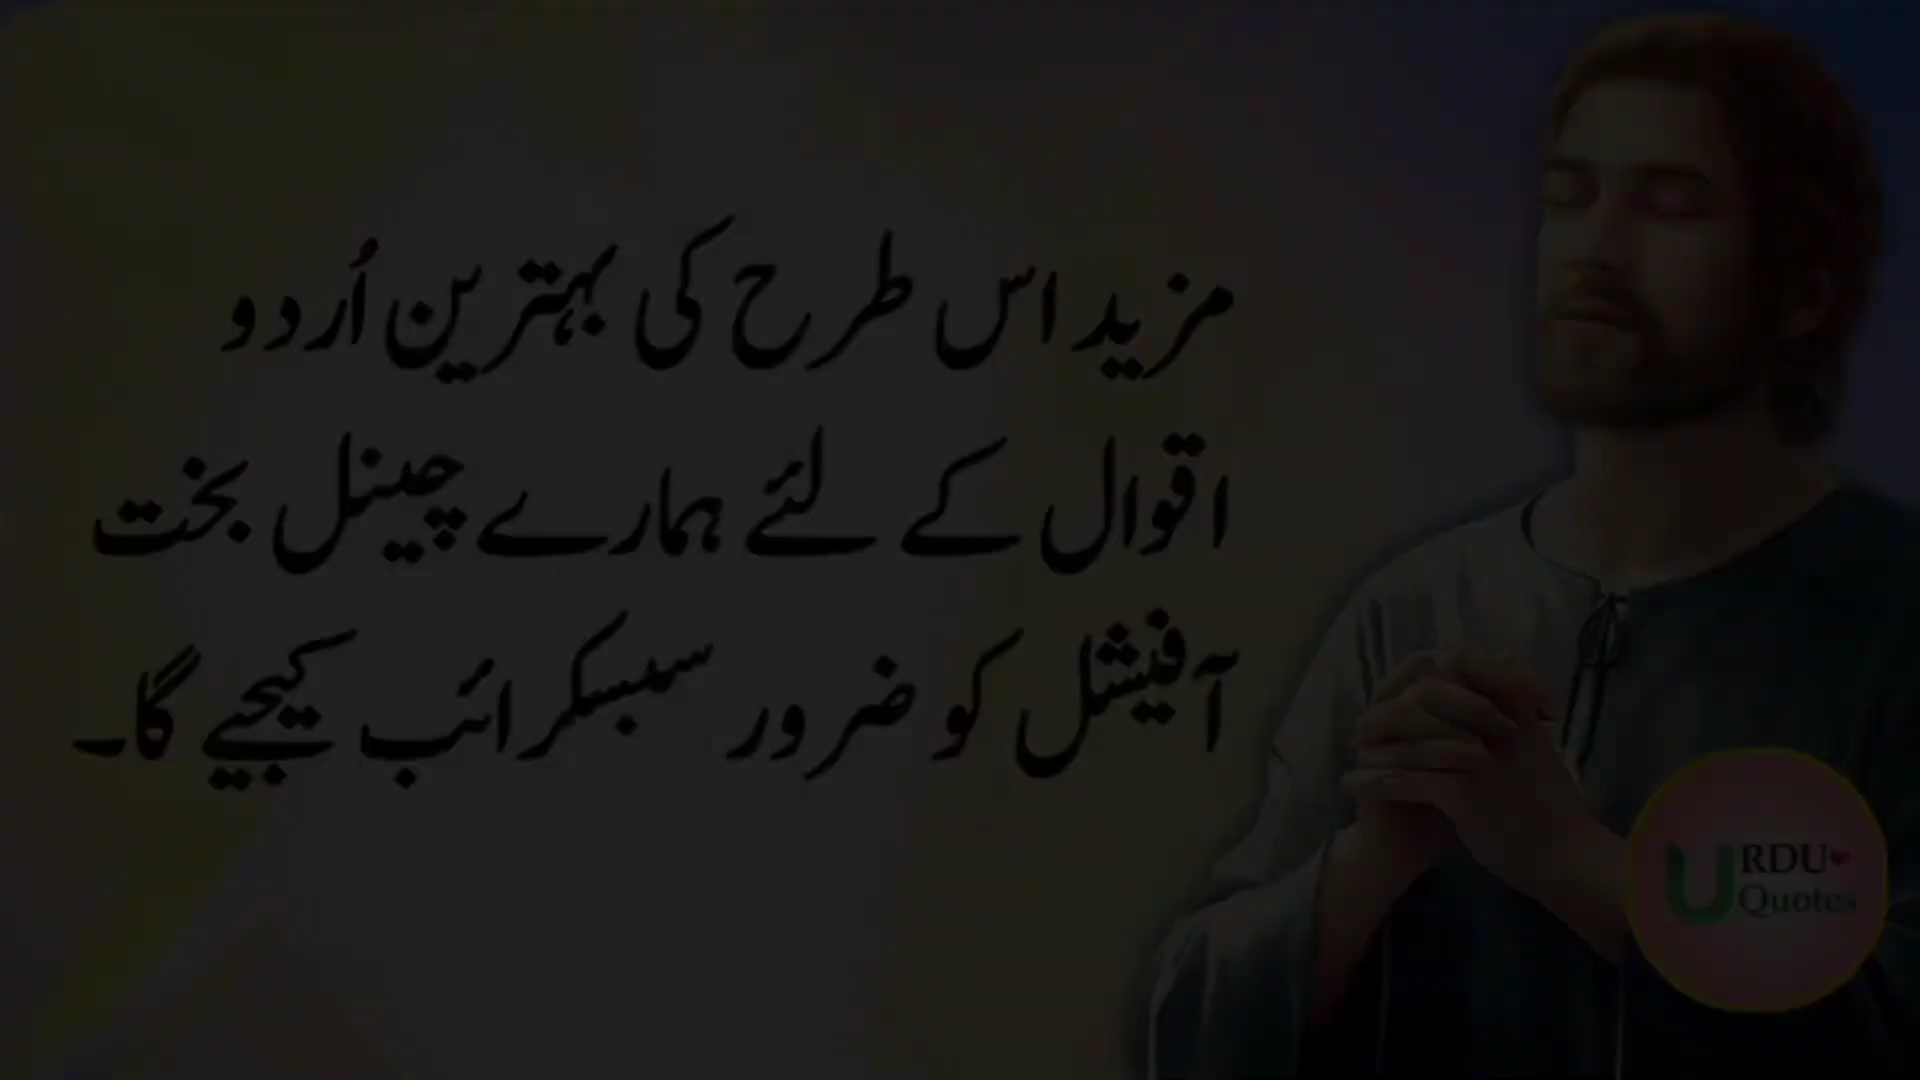 مزید اس طرح کی بہترین اُردو
اقوال کے لئے ہمارے چینل بخت
آفیشل کو ضرور سبسکرائب کیجیے گا۔
URDU
Quotes